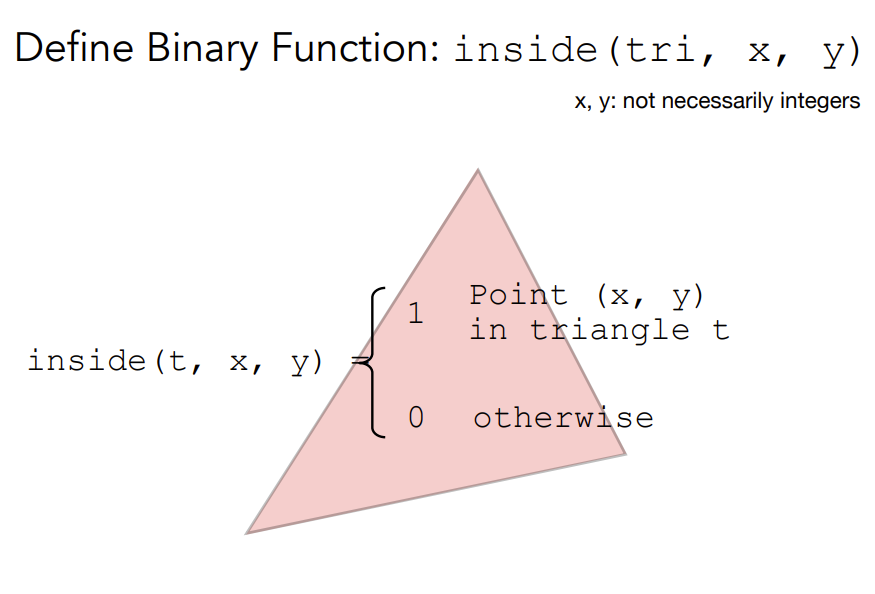 Define Binary Function: inside(tri, x, y)
x, y: not necessarily integers
inside(t, x, y) =
1 Point (x, y)
in triangle t
0 otherwise